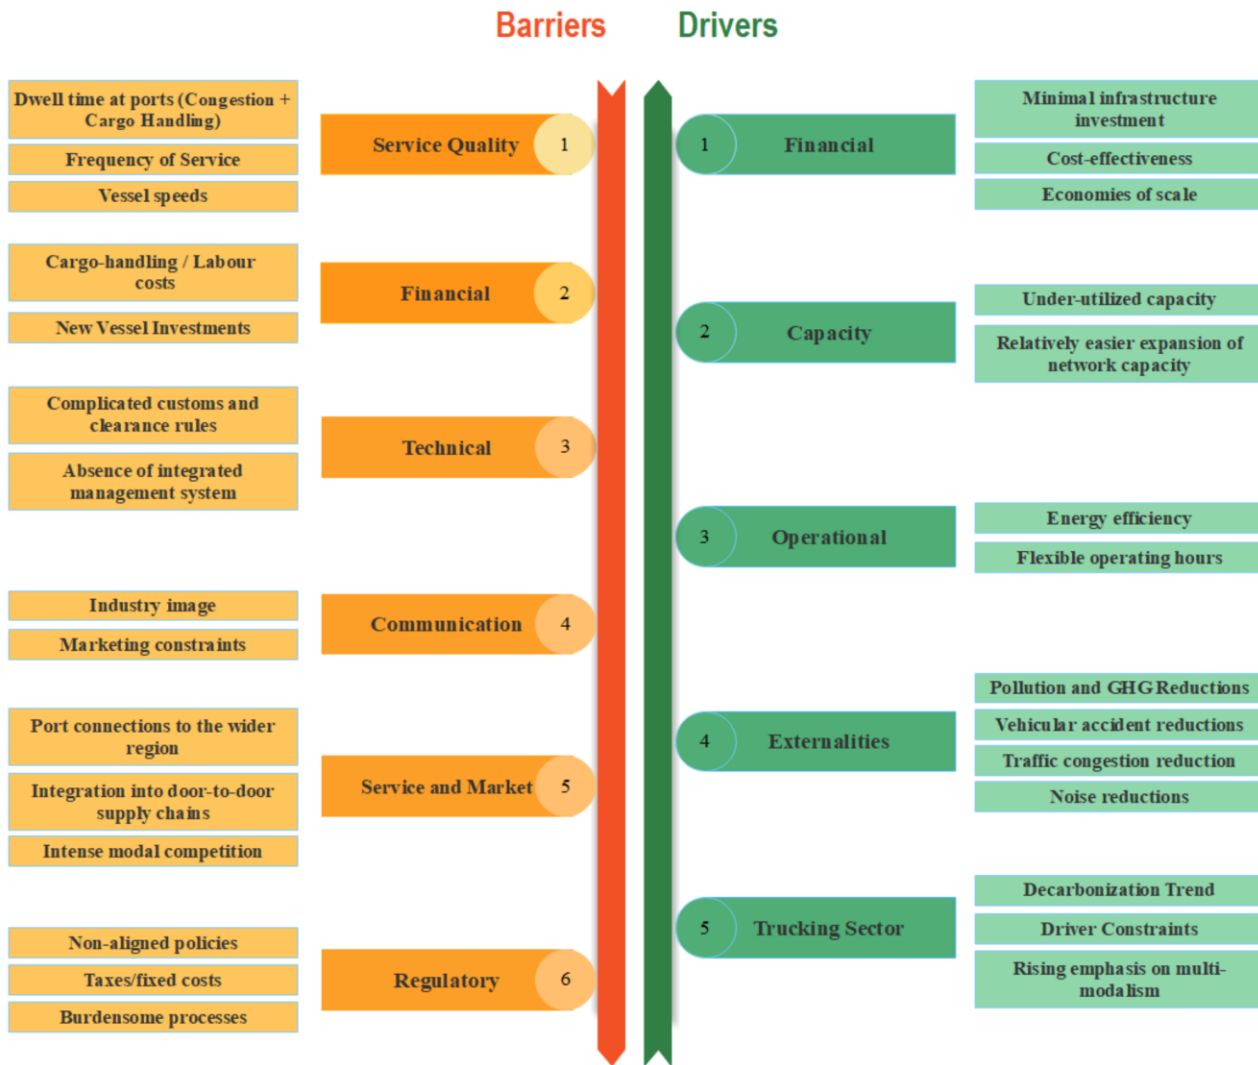 Barriers
Drivers
Dwell time at ports (Congestion +
Cargo Handling)
Frequency of Service
Vessel speeds
Service Quality
1
Cargo-handling / Labour
costs
New Vessel Investments
Financial
2
Complicated customs and
clearance rules
Absence of integrated
management system
Technical
3
Industry image
Marketing constraints
Communication
4
Port connections to the wider
region
Integration into door-to-door
supply chains
Intense modal competition
Service and Market
5
Non-aligned policies
Taxes/fixed costs
Burdensome processes
Regulatory
6
1
Financial
Minimal infrastructure
investment
Cost-effectiveness
Economies of scale
2
Capacity
Under-utilized capacity
Relatively easier expansion of
network capacity
3
Operational
Energy efficiency
Flexible operating hours
4
Externalities
Pollution and GHG Reductions
Vehicular accident reductions
Traffic congestion reduction
Noise reductions
5
Trucking Sector
Decarbonization Trend
Driver Constraints
Rising emphasis on multi-
modalism